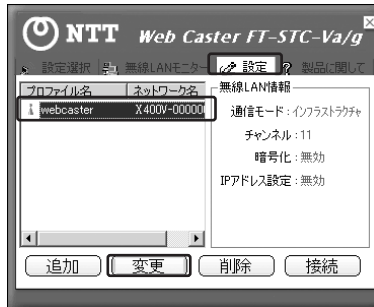 NTT Web Caster FT-STC-Va/g
設定選択 無線LANモニター 設定 ? 製品に関して
プロファイル名 ネットワーク名
webcaster X400V-00000
無線LAN情報
通信モード：インフラストラクチャ
チャンネル：11
暗号化：無効
IPアドレス設定：無効
追加 変更 削除 接続